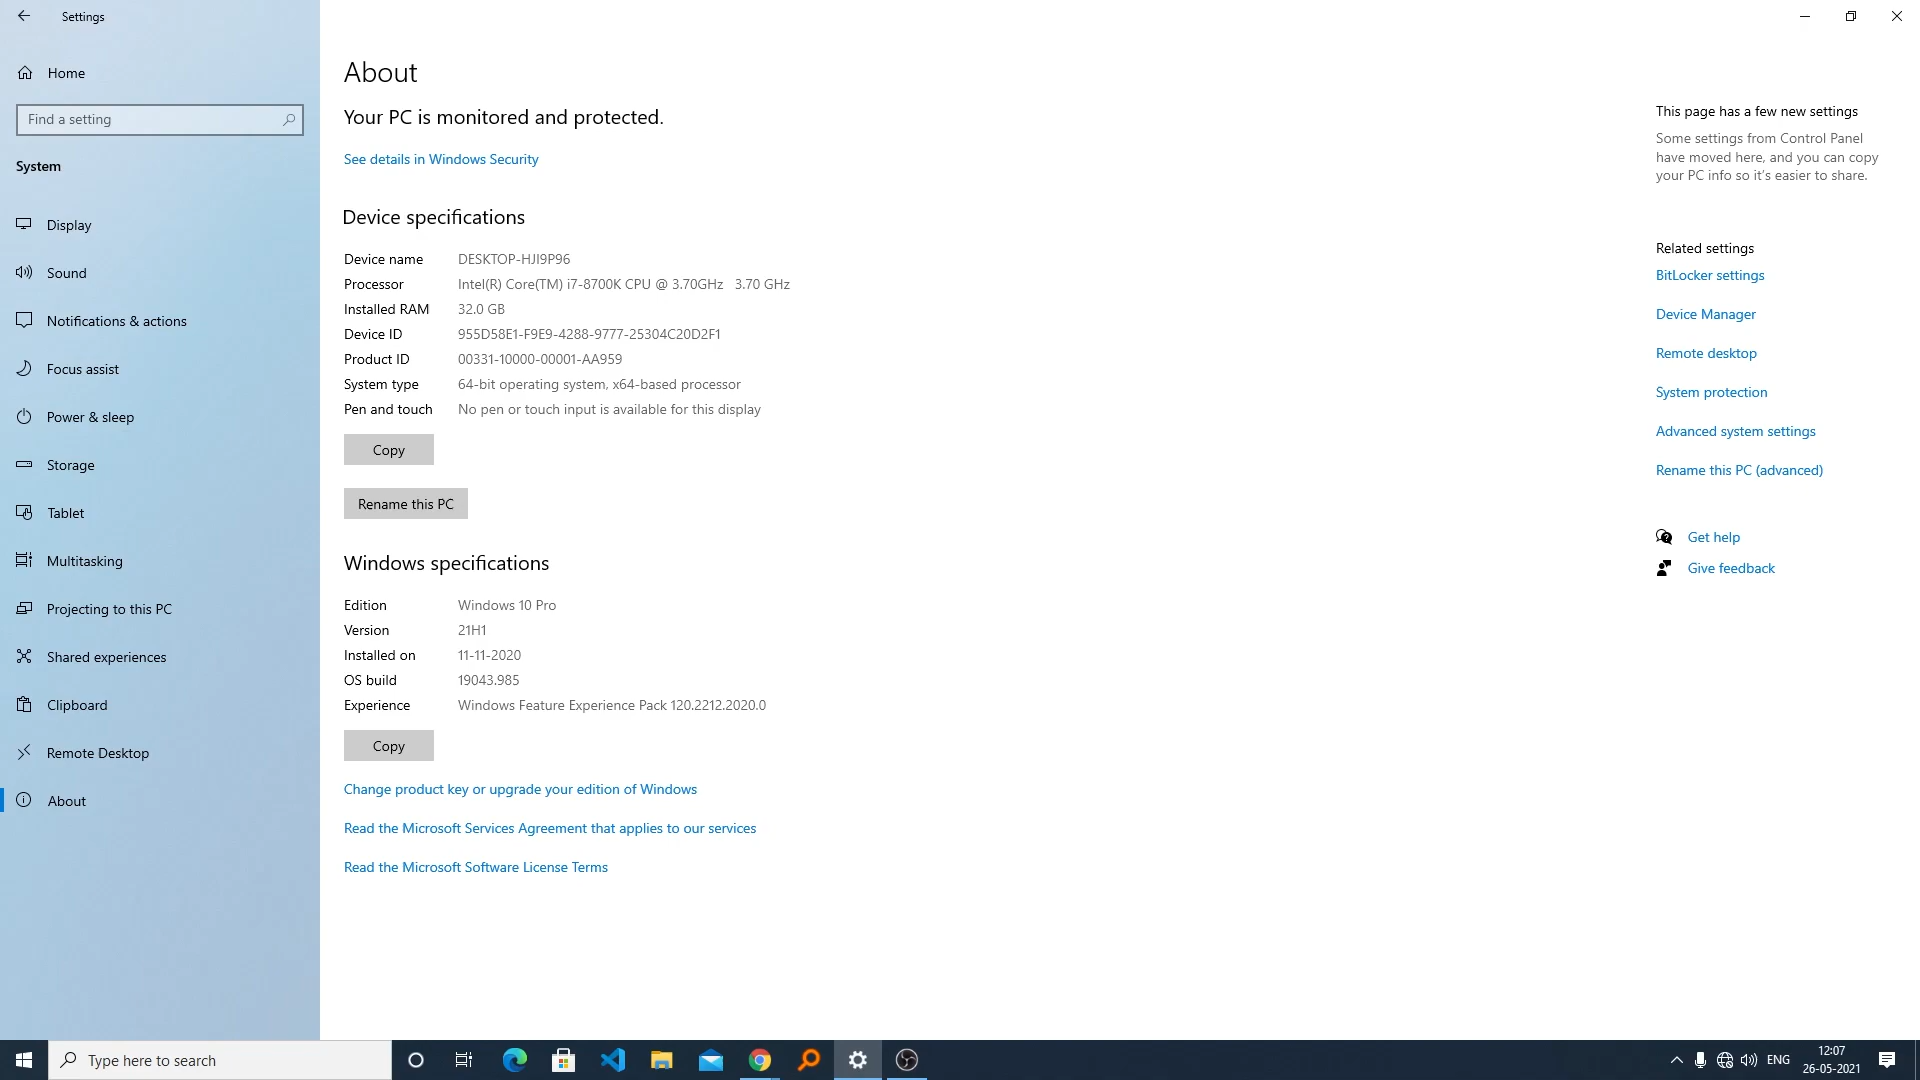 Settings
Home
Find a setting
System
Display
Sound
Notifications & actions
Focus assist
Power & sleep
Storage
Tablet
Multitasking
Projecting to this PC
Shared experiences
Clipboard
Remote Desktop
About
About
Your PC is monitored and protected.
See details in Windows Security
Device specifications
Device name DESKTOP-HJI9P96
Processor Intel(R) Core(TM) i7-8700K CPU @ 3.70GHz 3.70 GHz
Installed RAM 32.0 GB
Device ID 955D58E1-F9E9-4288-9777-25304C20D2F1
Product ID 00331-10000-00001-AA959
System type 64-bit operating system, x64-based processor
Pen and touch No pen or touch input is available for this display
Copy
Rename this PC
Windows specifications
Edition Windows 10 Pro
Version 21H1
Installed on 11-11-2020
OS build 19043.985
Experience Windows Feature Experience Pack 120.2212.2020.0
Copy
Change product key or upgrade your edition of Windows
Read the Microsoft Services Agreement that applies to our services
Read the Microsoft Software License Terms
This page has a few new settings
Some settings from Control Panel
have moved here, and you can copy
your PC info so it's easier to share.
Related settings
BitLocker settings
Device Manager
Remote desktop
System protection
Advanced system settings
Rename this PC (advanced)
Get help
Give feedback
Type here to search
ENG
12:07
26-05-2021